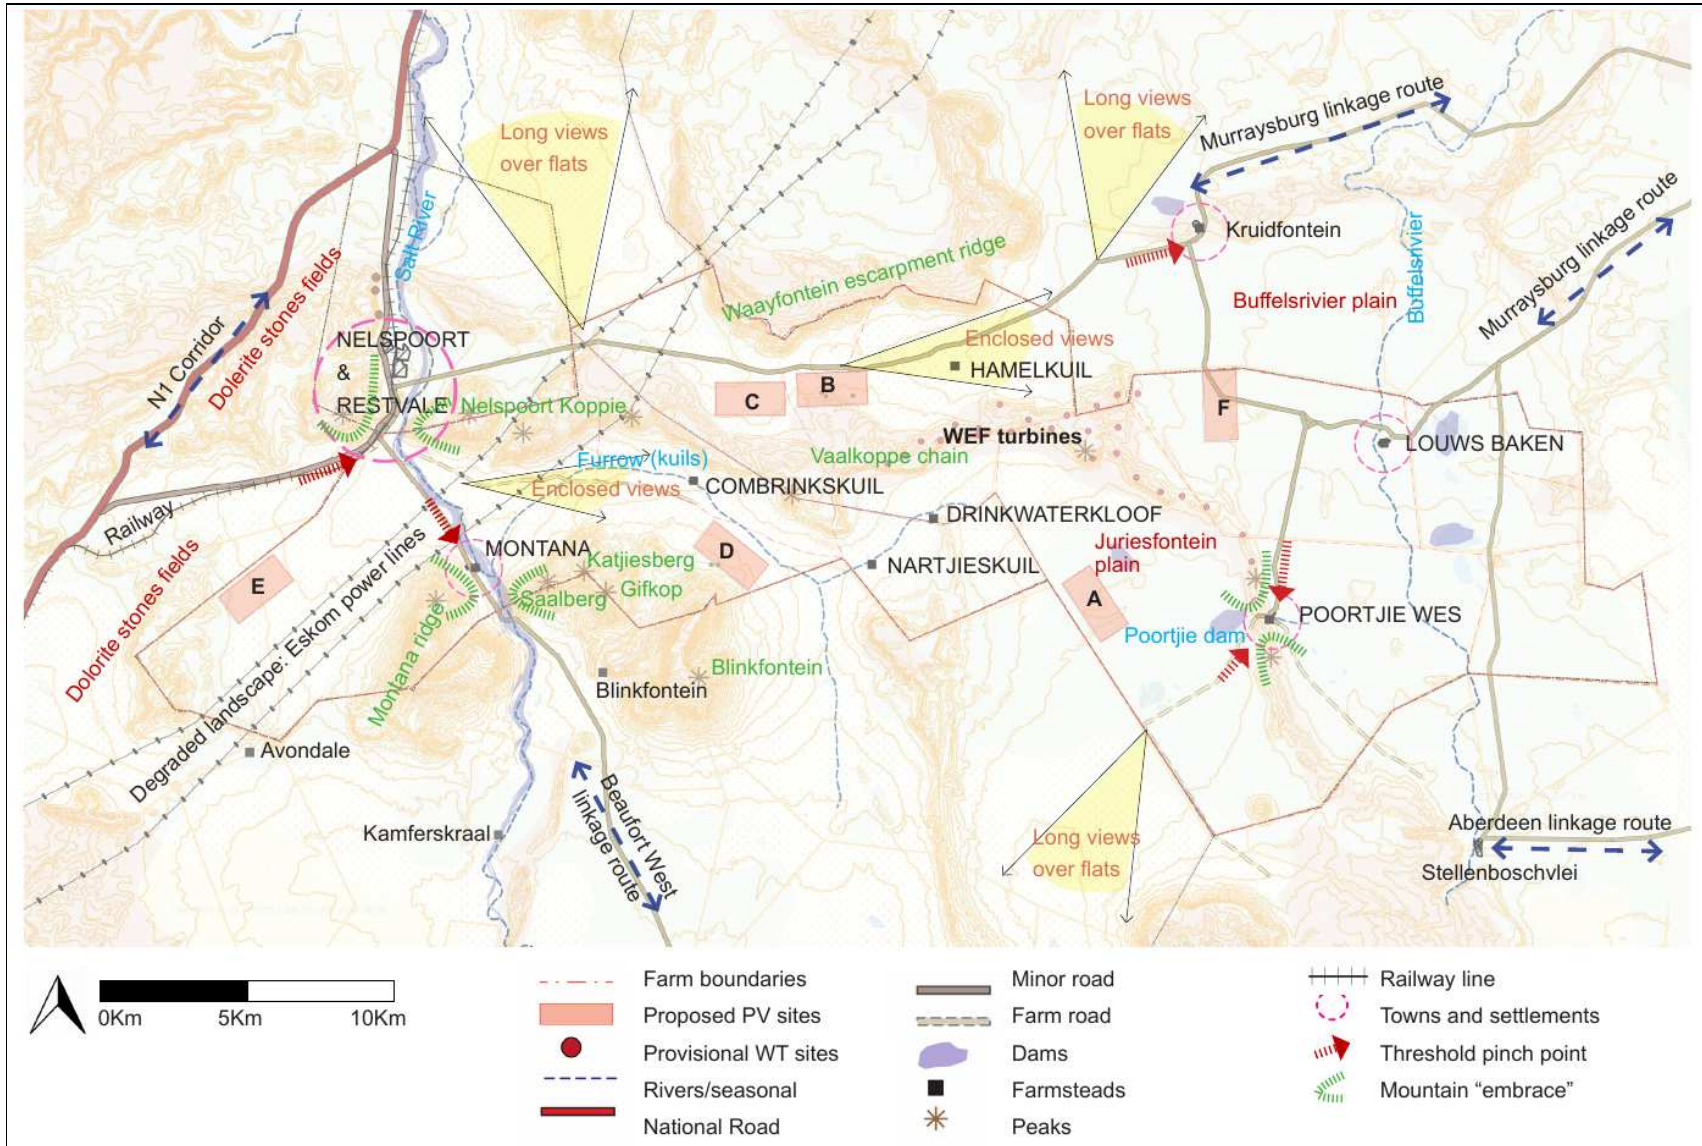 Long views
over flats
Long views
over flats
Murraysburg linkage route
Murraysburg linkage route
Salt River
Kruidfontein
Buffelsrivier
Waayfontein escarpment ridge
Buffelsrivier plain
N1 Corridor
Dolerite stones fields
NELSPOORT
&
RESTVALE
Enclosed views
HAMELKUIL
C
B
F
Nelspoort Koppie
WEF turbines
LOUWS BAKEN
Vaalkoppe chain
Furrow (kuils)
Enclosed views
COMBRINKSKUIL
Railway
DRINKWATERKLOOF
Juriesfontein
plain
MONTANA
Katjiesberg
D
NARTJIESKUIL
Gifkop
Saalberg
E
A
POORTJIE WES
Poortjie dam
Dolorite stones fields
Degraded landscape: Eskom power lines
Montana ridge
Blinkfontein
Blinkfontein
Avondale
Kamferskraal
Beaufort West
linkage route
Long views
over flats
Aberdeen linkage route
Stellenboschvlei
0Km
5Km
10Km
Farm boundaries
Proposed PV sites
Provisional WT sites
Rivers/seasonal
National Road
Minor road
Farm road
Dams
Farmsteads
Peaks
Railway line
Towns and settlements
Threshold pinch point
Mountain “embrace”